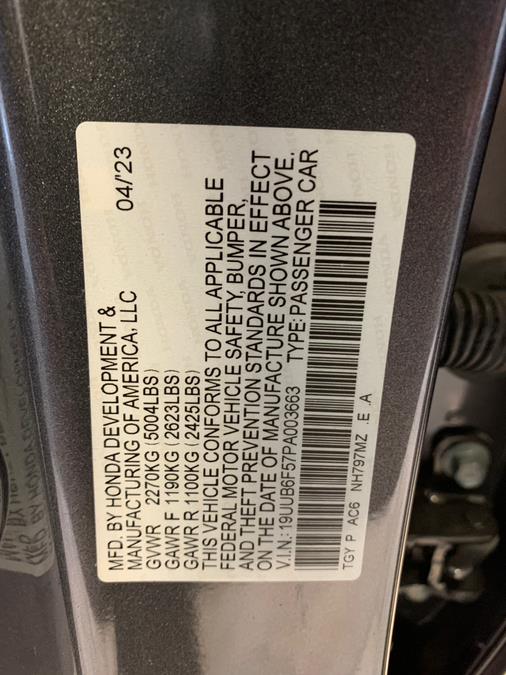 MFD. BY HONDA DEVELOPMENT & 04/'23
MANUFACTURING OF AMERICA, LLC
GVWR 2270KG (5004LBS)
GAWR F 1190KG (2623LBS)
GAWR R 1100KG (2425LBS)
THIS VEHICLE CONFORMS TO ALL APPLICABLE
FEDERAL MOTOR VEHICLE SAFETY, BUMPER,
AND THEFT PREVENTION STANDARDS IN EFFECT
ON THE DATE OF MANUFACTURE SHOWN ABOVE.
V.I.N.: 19UUB6F57PA003663 TYPE: PASSENGER CAR
TGY P AC6 NH797MZ .E .A